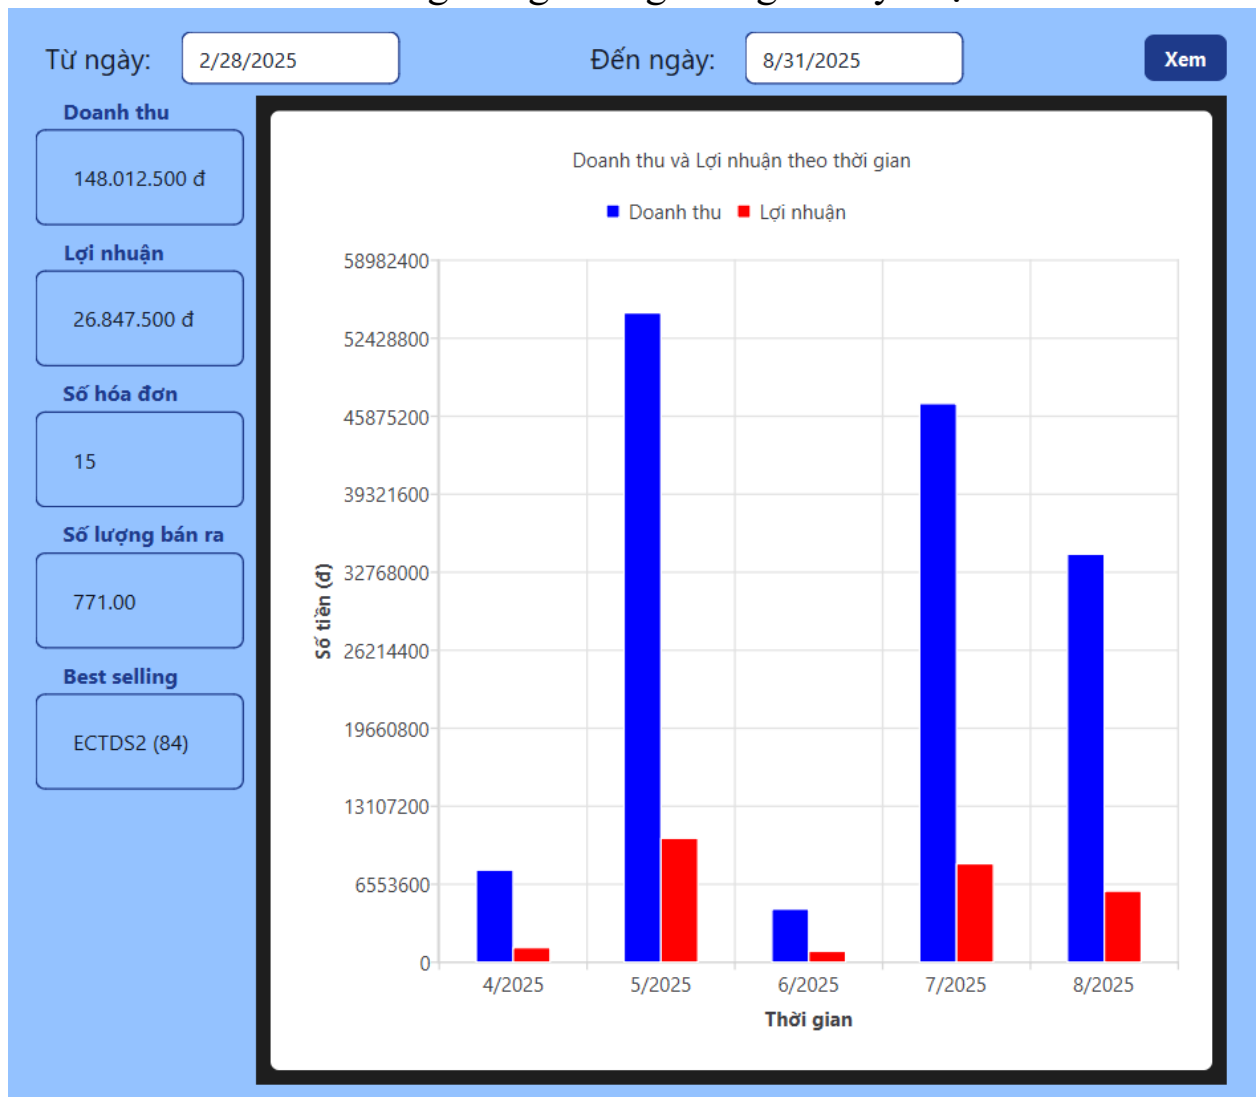 Từ ngày: 2/28/2025 Đến ngày: 8/31/2025 Xem
Doanh thu
148.012.500 đ
Lợi nhuận
26.847.500 đ
Số hóa đơn
15
Số lượng bán ra
771.00
Best selling
ECTDS2 (84)
Doanh thu và Lợi nhuận theo thời gian
Doanh thu Lợi nhuận
Số tiền (đ)
58982400
52428800
45875200
39321600
32768000
26214400
19660800
13107200
6553600
0
4/2025 5/2025 6/2025 7/2025 8/2025
Thời gian